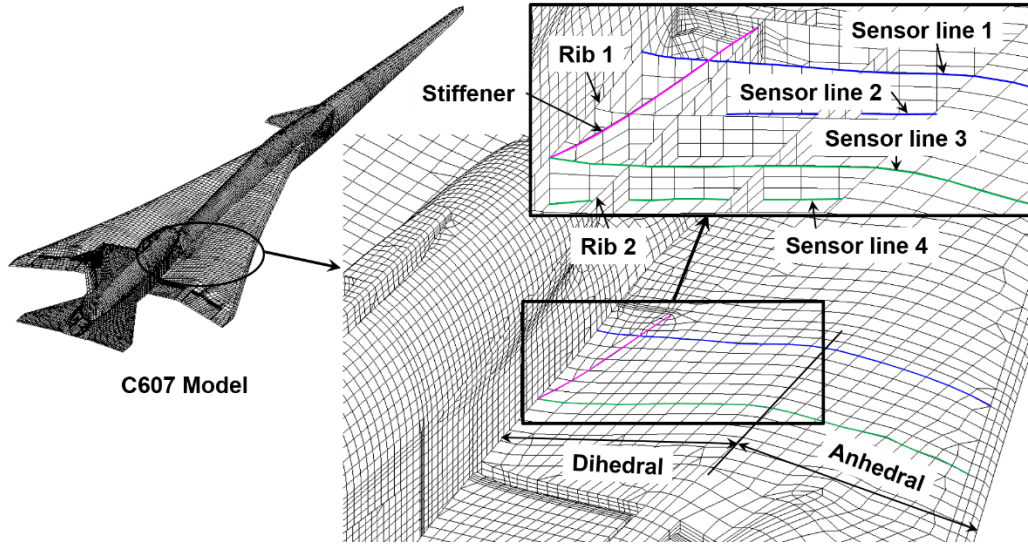 Sensor line 1
Rib 1
Stiffener
Sensor line 2
Sensor line 3
Rib 2
Sensor line 4
C607 Model
Dihedral
Anhedral